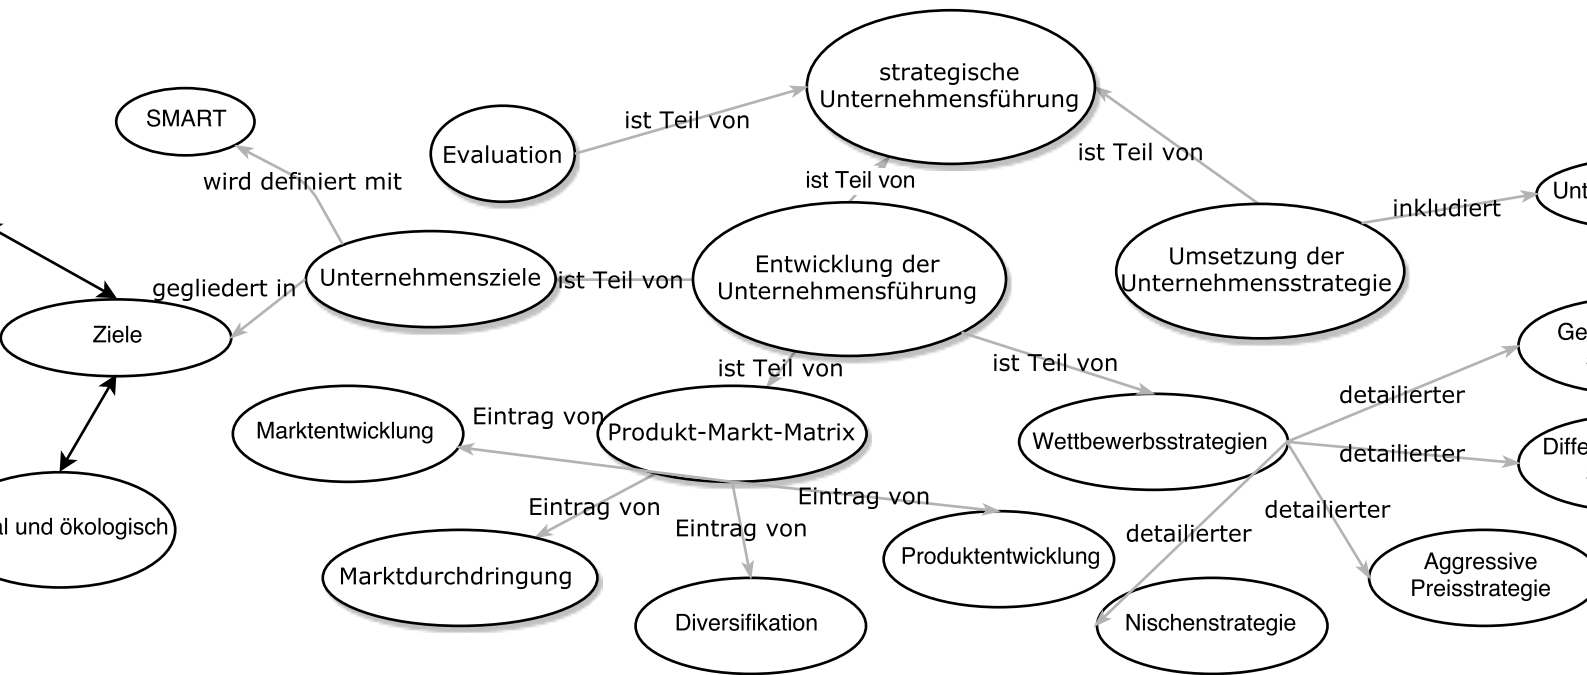 strategische
Unternehmensführung
SMART
ist Teil von
Evaluation
ist Teil von
wird definiert mit
ist Teil von
inkludiert
Unt
Umsetzung der
Unternehmensstrategie
Entwicklung der
Unternehmensführung
Unternehmensziele
ist Teil von
gegliedert in
Ziele
Ge
ist Teil von
ist Teil von
detailierter
Marktentwicklung
Eintrag von
Produkt-Markt-Matrix
Wettbewerbsstrategien
Diffe
detailierter
Eintrag von
Eintrag von
Eintrag von
detailierter
detailierter
al und ökologisch
Produktentwicklung
Aggressive
Preisstrategie
Marktdurchdringung
Diversifikation
Nischenstrategie